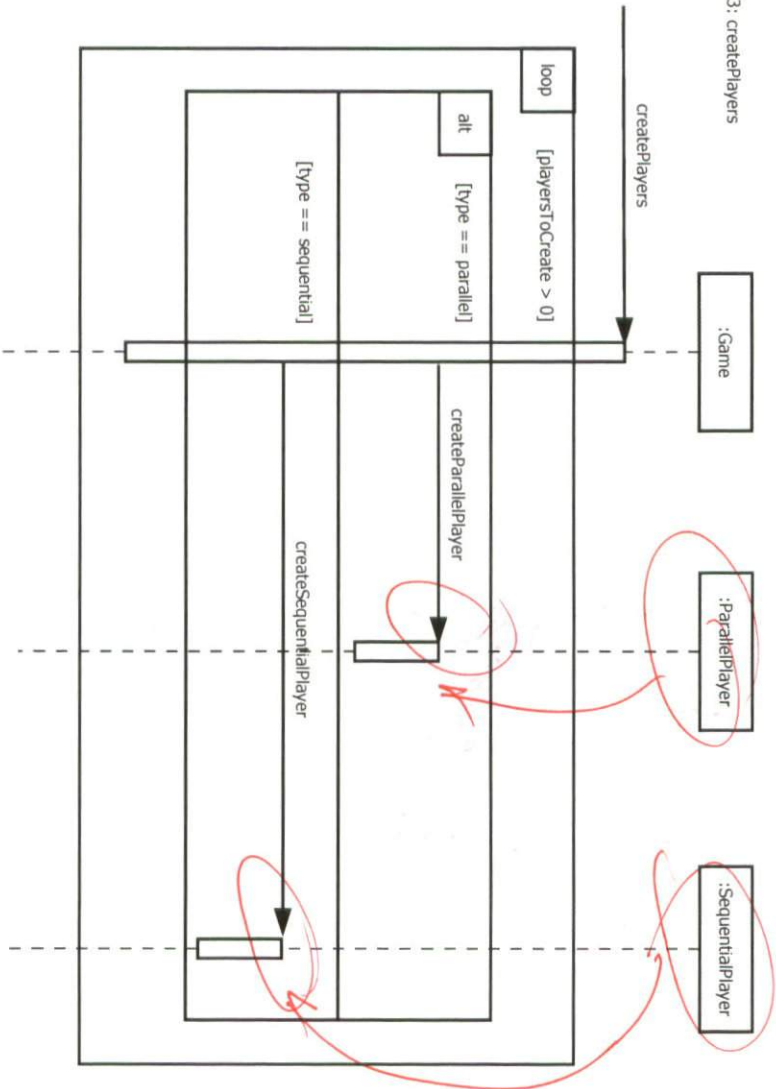 3: createPlayers
:Game
:ParallelPlayer
:SequentialPlayer
createPlayers
loop
[playersToCreate > 0]
alt
[type == parallel]
createParallelPlayer
[type == sequential]
createSequentialPlayer